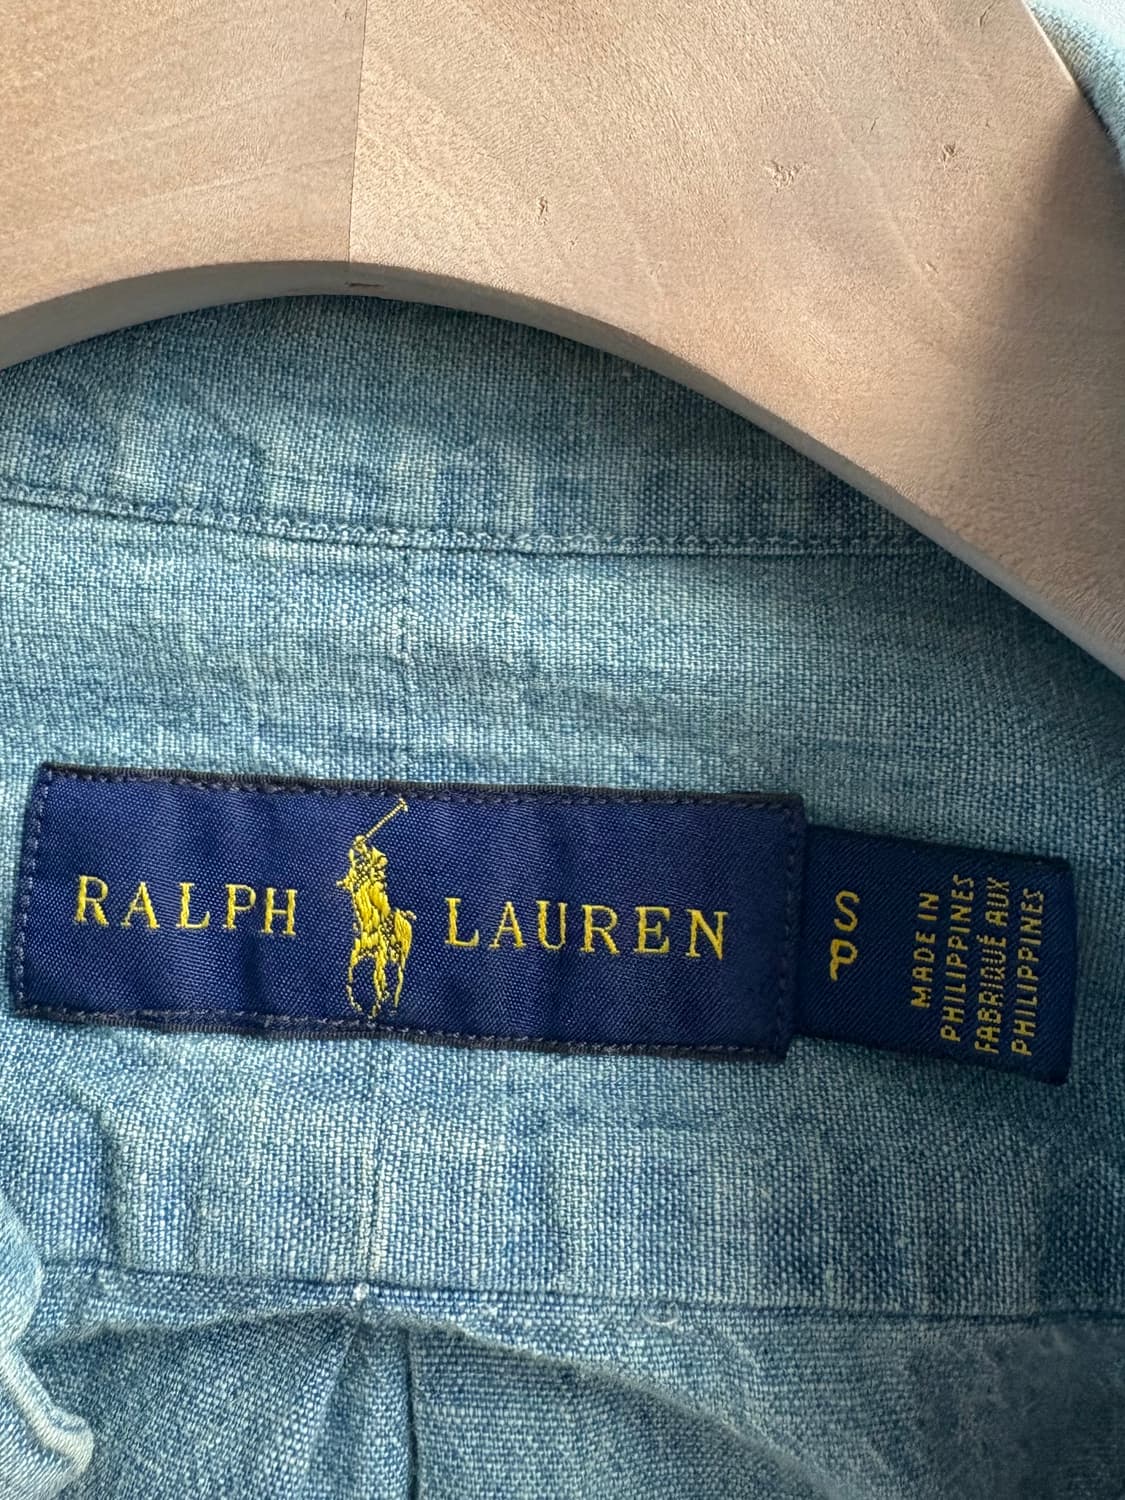 RALPH LAUREN
S
P
MADE IN
PHILIPPINES
FABRIQUÉ AUX
PHILIPPINES